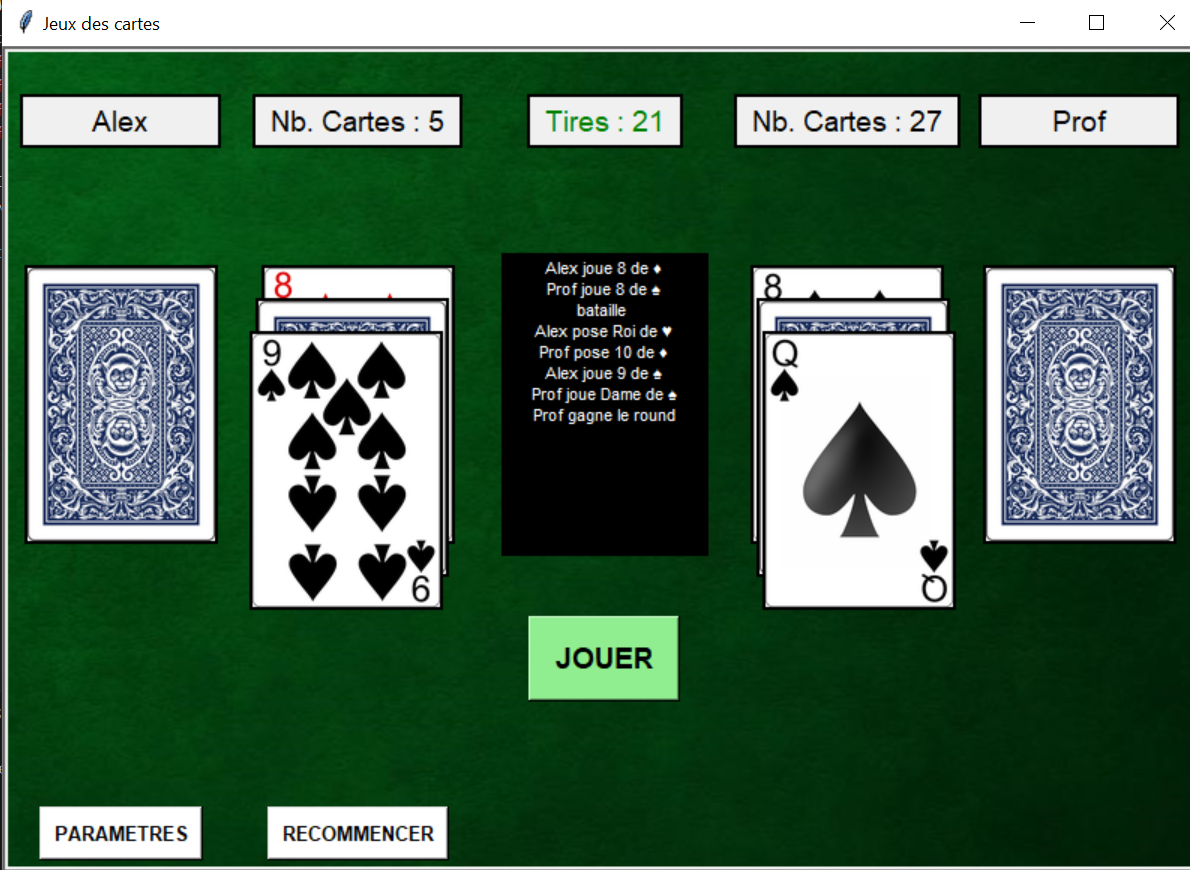 Jeux des cartes
Alex
Nb. Cartes : 5
Tires : 21
Nb. Cartes : 27
Prof
8
9
6
Alex joue 8 de ♦
Prof joue 8 de ♠
bataille
Alex pose Roi de ♥
Prof pose 10 de ♦
Alex joue 9 de ♠
Prof joue Dame de ♠
Prof gagne le round
8
Q
Q
JOUER
PARAMETRES
RECOMMENCER